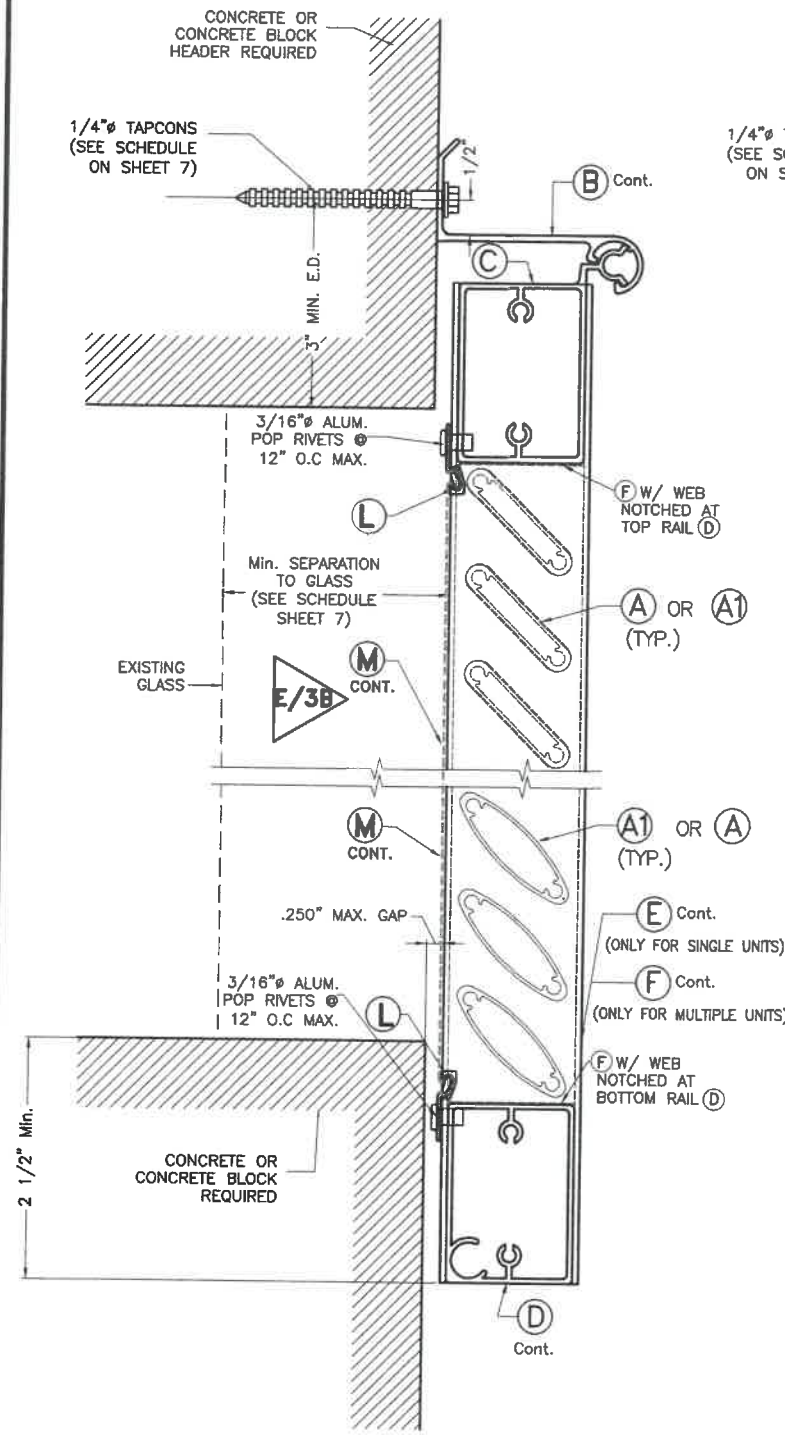 CONCRETE OR
CONCRETE BLOCK
HEADER REQUIRED
1/4"ø TAPCONS
(SEE SCHEDULE
ON SHEET 7)
1/2"
B Cont.
1/4"ø
(SEE
ON
C
3" MIN. E.D.
3/16"ø ALUM.
POP RIVETS @
12" O.C MAX.
L
F W/ WEB
NOTCHED AT
TOP RAIL D
Min. SEPARATION
TO GLASS
(SEE SCHEDULE
SHEET 7)
A OR A1
(TYP.)
EXISTING
GLASS
E/3B
M
CONT.
M
CONT.
A1 OR A
(TYP.)
.250" MAX. GAP
E Cont.
(ONLY FOR SINGLE UNITS)
F Cont.
(ONLY FOR MULTIPLE UNITS)
3/16"ø ALUM.
POP RIVETS @
12" O.C MAX.
L
F W/ WEB
NOTCHED AT
BOTTOM RAIL D
2 1/2" Min.
CONCRETE OR
CONCRETE BLOCK
REQUIRED
D
Cont.